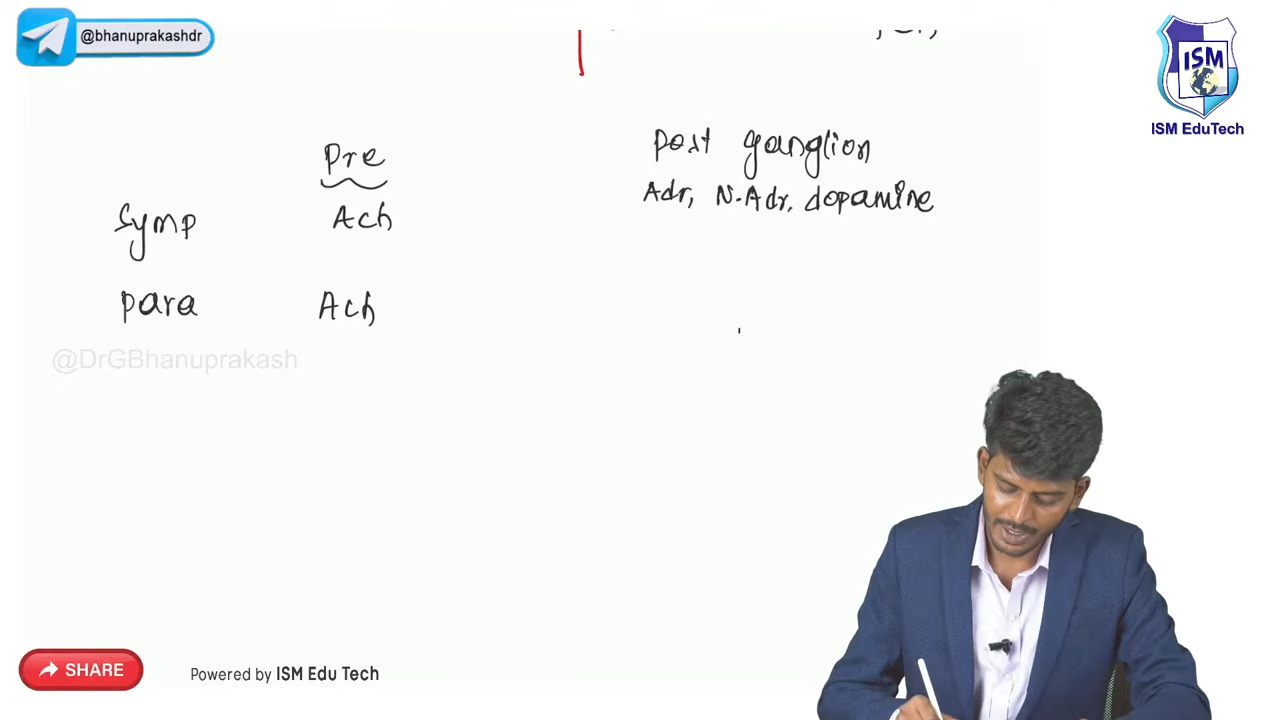 @bhanuprakashdr
ISM
ISM EduTech
Pre
Post ganglion
Symp Ach Adr, N.Adr, dopamine
Para Ach
@DrGBhanuprakash
SHARE
Powered by ISM Edu Tech